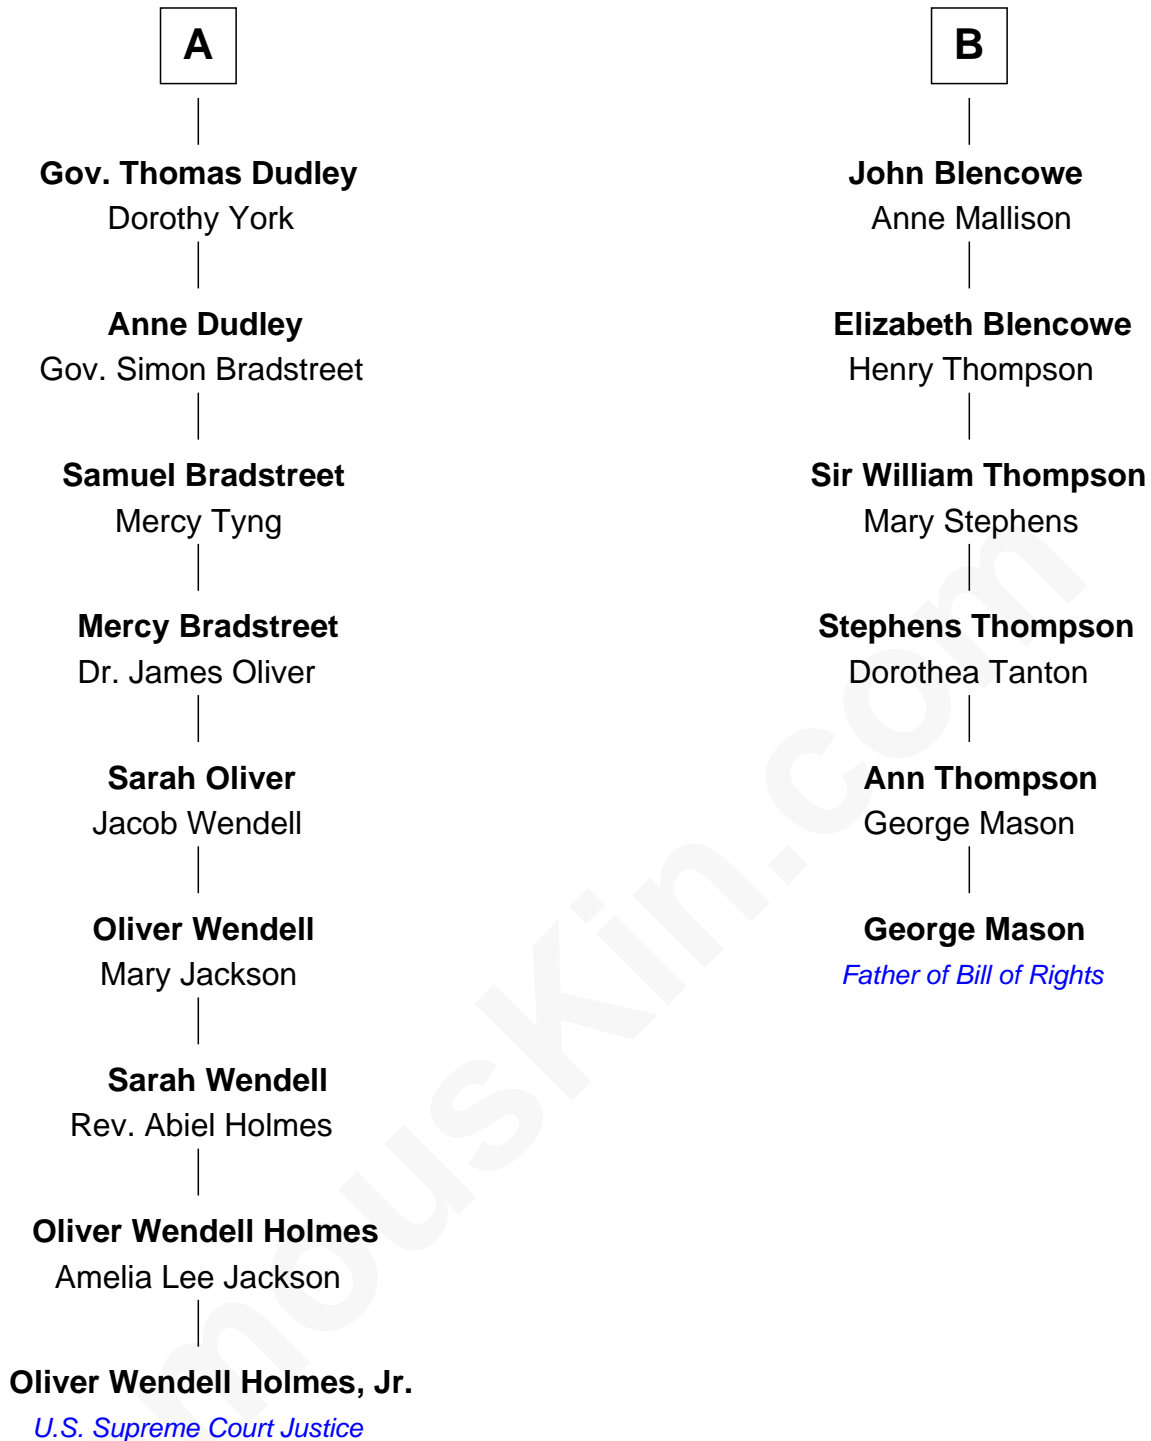 A
Gov. Thomas Dudley
Dorothy York
Anne Dudley
Gov. Simon Bradstreet
Samuel Bradstreet
Mercy Tyng
Mercy Bradstreet
Dr. James Oliver
Sarah Oliver
Jacob Wendell
Oliver Wendell
Mary Jackson
Sarah Wendell
Rev. Abiel Holmes
Oliver Wendell Holmes
Amelia Lee Jackson
Oliver Wendell Holmes, Jr.
U.S. Supreme Court Justice
B
John Blencowe
Anne Mallison
Elizabeth Blencowe
Henry Thompson
Sir William Thompson
Mary Stephens
Stephens Thompson
Dorothea Tanton
Ann Thompson
George Mason
George Mason
Father of Bill of Rights
mouskin.com